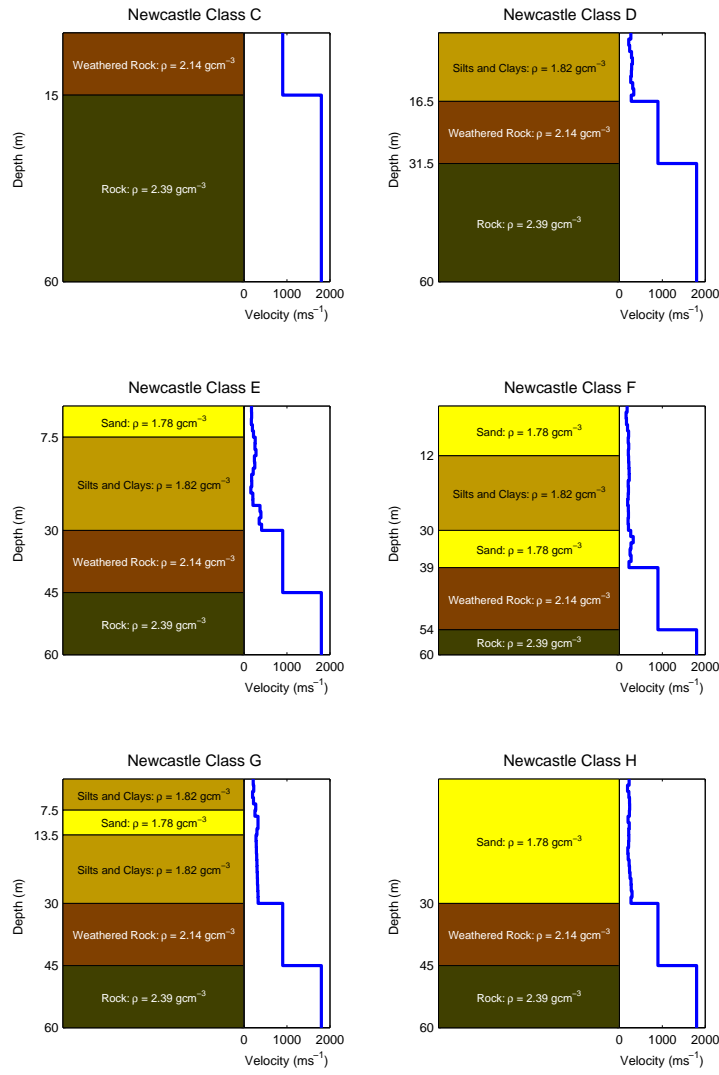 Newcastle Class C
Weathered Rock: ρ = 2.14 gcm⁻³
15
Rock: ρ = 2.39 gcm⁻³
60
Depth (m)
0 1000 2000
Velocity (ms⁻¹)
Newcastle Class D
Silts and Clays: ρ = 1.82 gcm⁻³
16.5
Weathered Rock: ρ = 2.14 gcm⁻³
31.5
Rock: ρ = 2.39 gcm⁻³
60
Depth (m)
0 1000 2000
Velocity (ms⁻¹)
Newcastle Class E
Sand: ρ = 1.78 gcm⁻³
7.5
Silts and Clays: ρ = 1.82 gcm⁻³
30
Weathered Rock: ρ = 2.14 gcm⁻³
45
Rock: ρ = 2.39 gcm⁻³
60
Depth (m)
0 1000 2000
Velocity (ms⁻¹)
Newcastle Class F
Sand: ρ = 1.78 gcm⁻³
12
Silts and Clays: ρ = 1.82 gcm⁻³
30
Sand: ρ = 1.78 gcm⁻³
39
Weathered Rock: ρ = 2.14 gcm⁻³
54
Rock: ρ = 2.39 gcm⁻³
60
Depth (m)
0 1000 2000
Velocity (ms⁻¹)
Newcastle Class G
Silts and Clays: ρ = 1.82 gcm⁻³
7.5
Sand: ρ = 1.78 gcm⁻³
13.5
Silts and Clays: ρ = 1.82 gcm⁻³
30
Weathered Rock: ρ = 2.14 gcm⁻³
45
Rock: ρ = 2.39 gcm⁻³
60
Depth (m)
0 1000 2000
Velocity (ms⁻¹)
Newcastle Class H
Sand: ρ = 1.78 gcm⁻³
30
Weathered Rock: ρ = 2.14 gcm⁻³
45
Rock: ρ = 2.39 gcm⁻³
60
Depth (m)
0 1000 2000
Velocity (ms⁻¹)